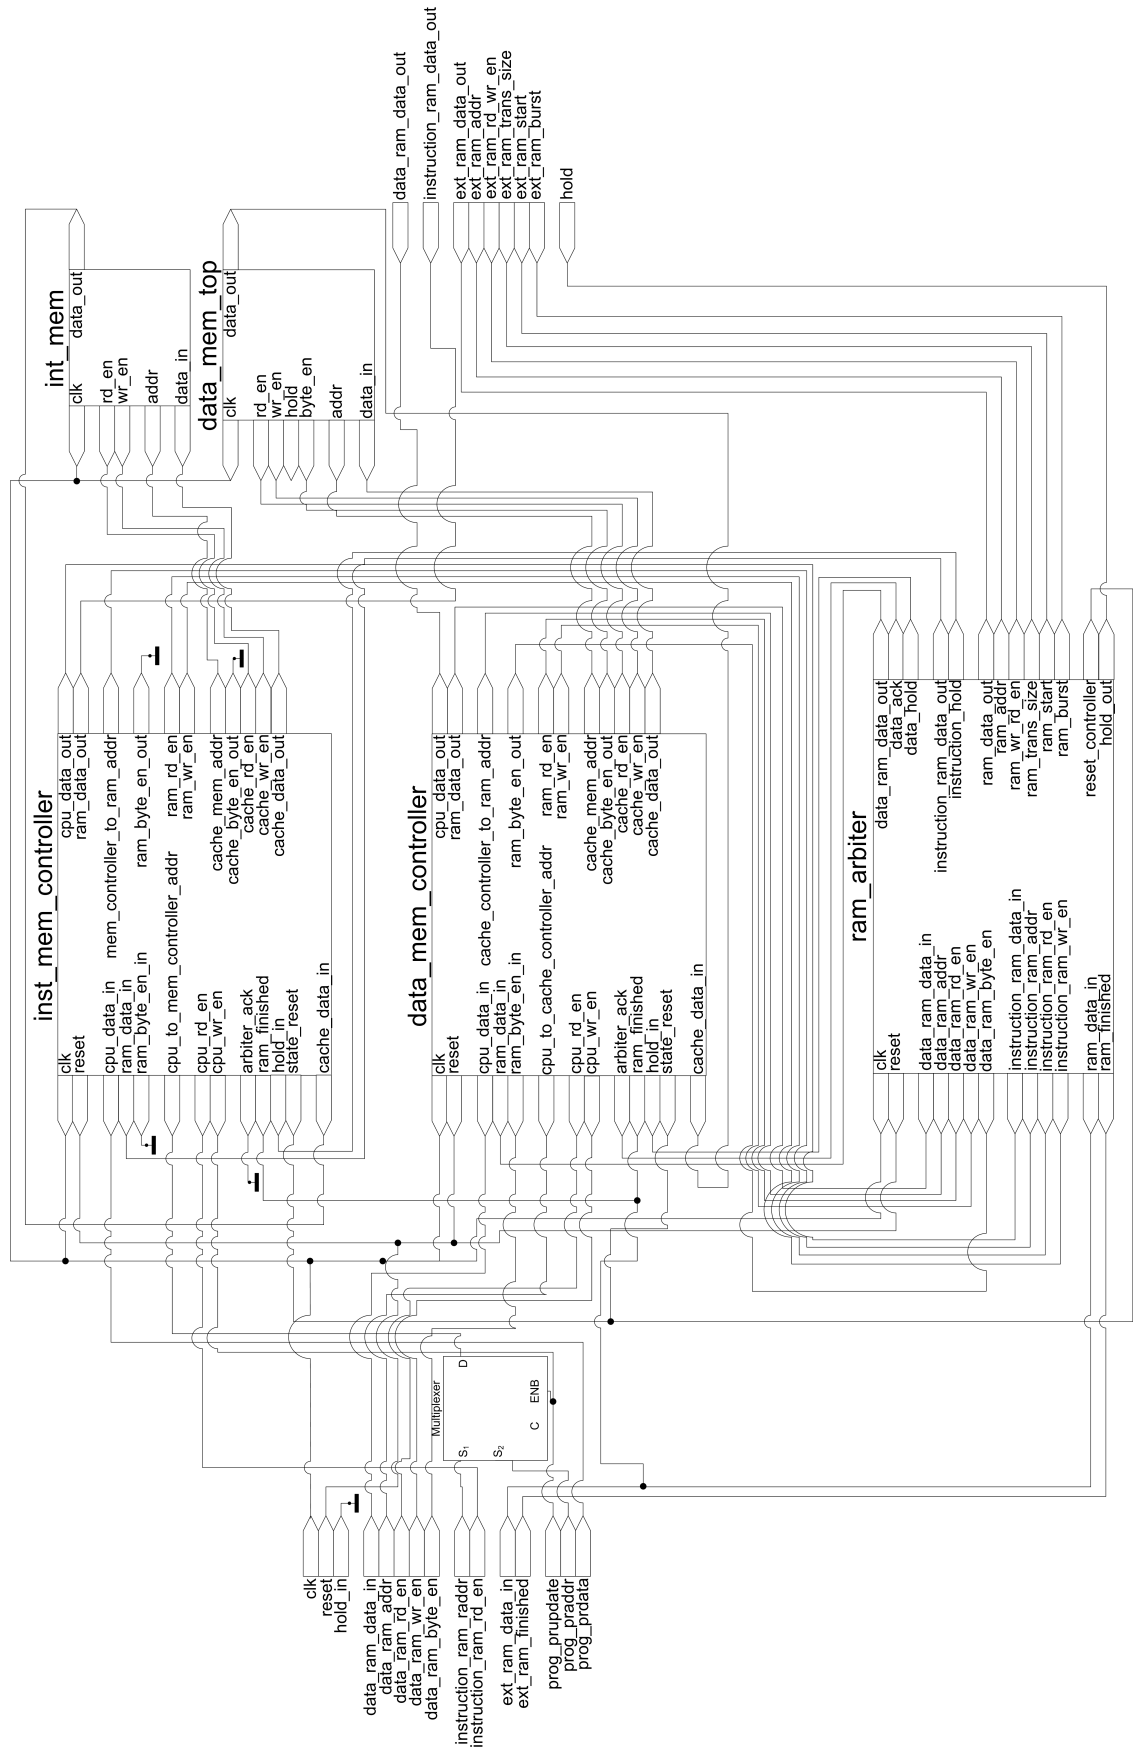 int_mem
clk
data_out
rd_en
wr_en
addr
data_in
data_mem_top
clk
data_out
rd_en
wr_en
hold
byte_en
addr
data_in
data_ram_data_out
instruction_ram_data_out
ext_ram_data_out
ext_ram_addr
ext_ram_rd_wr_en
ext_ram_trans_size
ext_ram_start
ext_ram_burst
hold
inst_mem_controller
clk
reset
cpu_data_in
ram_data_in
ram_byte_en_in
cpu_to_mem_controller_addr
cpu_rd_en
cpu_wr_en
arbiter_ack
ram_finished
hold_in
state_reset
cache_data_in
cpu_data_out
ram_data_out
mem_controller_to_ram_addr
ram_byte_en_out
ram_rd_en
ram_wr_en
cache_mem_addr
cache_byte_en_out
cache_rd_en
cache_wr_en
cache_data_out
data_mem_controller
clk
reset
cpu_data_in
ram_data_in
ram_byte_en_in
cpu_to_cache_controller_addr
cpu_rd_en
cpu_wr_en
arbiter_ack
ram_finished
hold_in
state_reset
cache_data_in
cpu_data_out
ram_data_out
cache_controller_to_ram_addr
ram_byte_en_out
ram_rd_en
ram_wr_en
cache_mem_addr
cache_byte_en_out
cache_rd_en
cache_wr_en
cache_data_out
ram_arbiter
clk
reset
data_ram_data_in
data_ram_addr
data_ram_rd_en
data_ram_wr_en
data_ram_byte_en
instruction_ram_data_in
instruction_ram_addr
instruction_ram_rd_en
instruction_ram_wr_en
ram_data_in
ram_finished
data_ram_data_out
data_ack
data_hold
instruction_ram_data_out
instruction_hold
ram_data_out
ram_addr
ram_wr_rd_en
ram_trans_size
ram_start
ram_burst
reset_controller
hold_out
Multiplexer
S1
S2
D
C
ENB
clk
reset
hold_in
data_ram_data_in
data_ram_addr
data_ram_rd_en
data_ram_wr_en
data_ram_byte_en
instruction_ram_raddr
instruction_ram_rd_en
ext_ram_data_in
ext_ram_finished
prog_prupdate
prog_praddr
prog_prdata